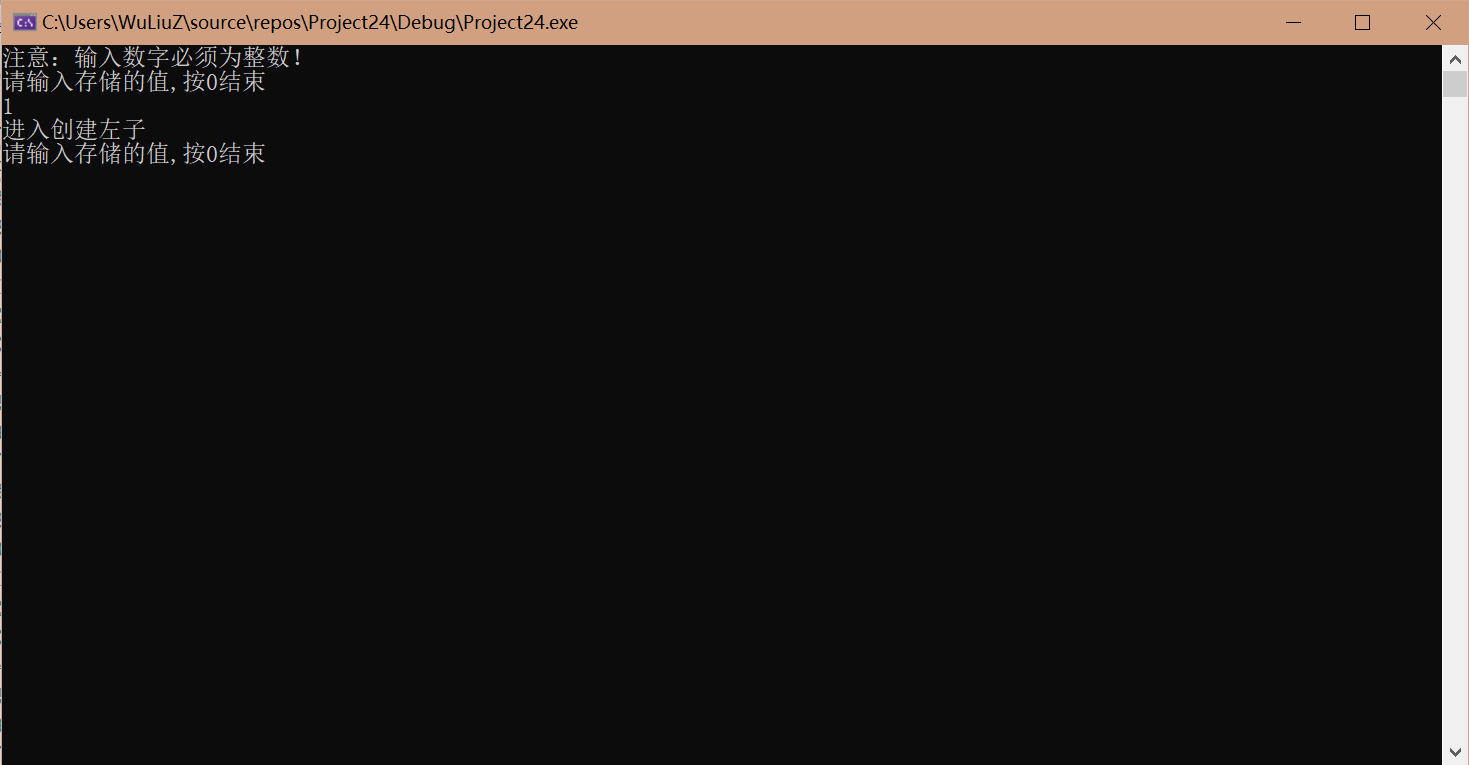 C:\Users\WuLiuZ\source\repos\Project24\Debug\Project24.exe
注意：输入数字必须为整数!
请输入存储的值,按0结束
1
进入创建左子
请输入存储的值,按0结束